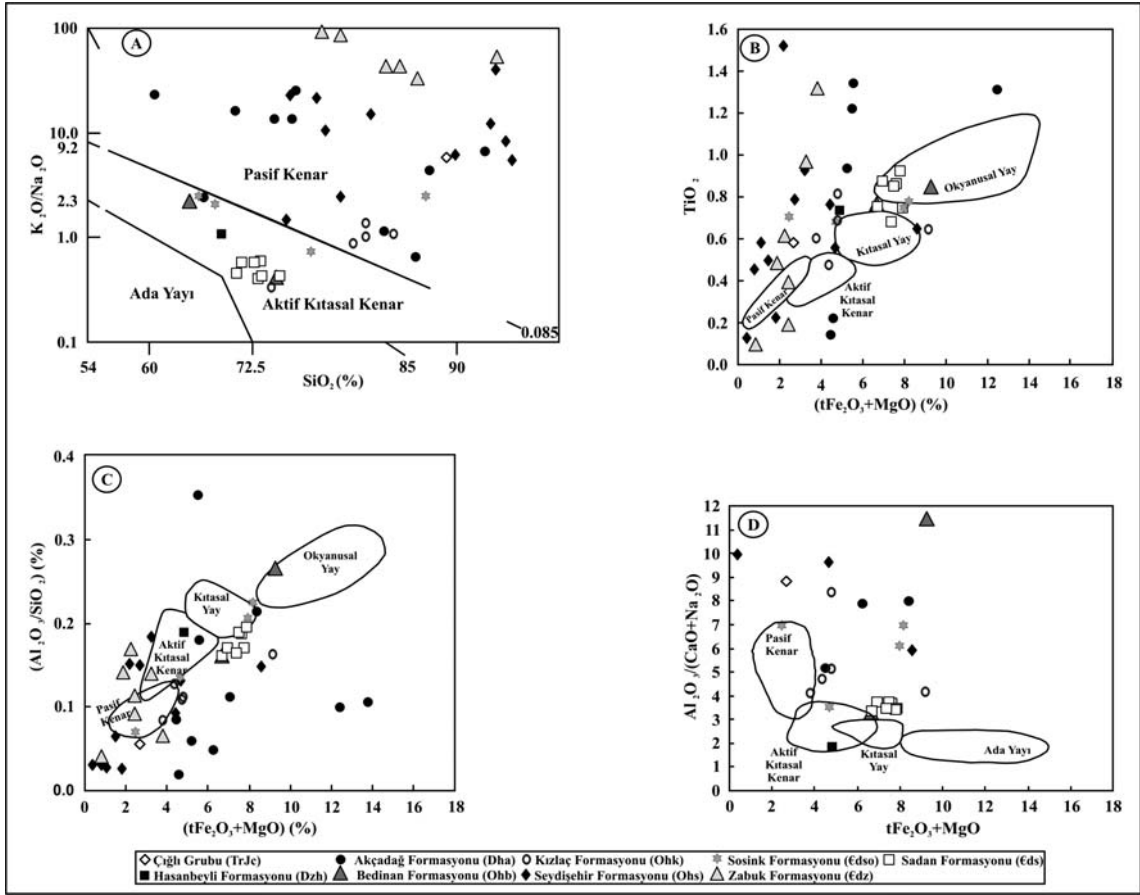 A
100
10.0
9.2
2.3
1.0
0.1
K₂O/Na₂O
Pasif Kenar
Ada Yayı
Aktif Kıtasal Kenar
0.085
54
60
72.5
85
90
SiO₂(%)
B
1.6
1.4
1.2
1.0
0.8
0.6
0.4
0.2
0.0
TiO₂
Okyanusal Yay
Kıtasal Yay
Pasif Kenar
Aktif
Kıtasal
Kenar
0 2 4 6 8 10 12 14 16 18
(tFe₂O₃+MgO) (%)
C
0.4
0.3
0.2
0.1
0.0
(Al₂O₃/SiO₂) (%)
Okyanusal
Yay
Kıtasal
Yay
Aktif
Kıtasal
Kenar
Pasif
Kenar
0 2 4 6 8 10 12 14 16 18
(tFe₂O₃+MgO) (%)
D
12
11
10
9
8
7
6
5
4
3
2
1
0
Al₂O₃/(CaO+Na₂O)
Pasif
Kenar
Aktif
Kıtasal
Kenar
Kıtasal
Yay
Ada Yayı
0 2 4 6 8 10 12 14 16 18
tFe₂O₃+MgO
Çığlı Grubu (TrJç) Akçadağ Formasyonu (Dha) Kızlaç Formasyonu (Ohk) Sosink Formasyonu (Єdso) Sadan Formasyonu (Єds)
Hasanbeyli Formasyonu (Dzh) Bedinan Formasyonu (Ohb) Seydişehir Formasyonu (Ohs) Zabuk Formasyonu (Єdz)